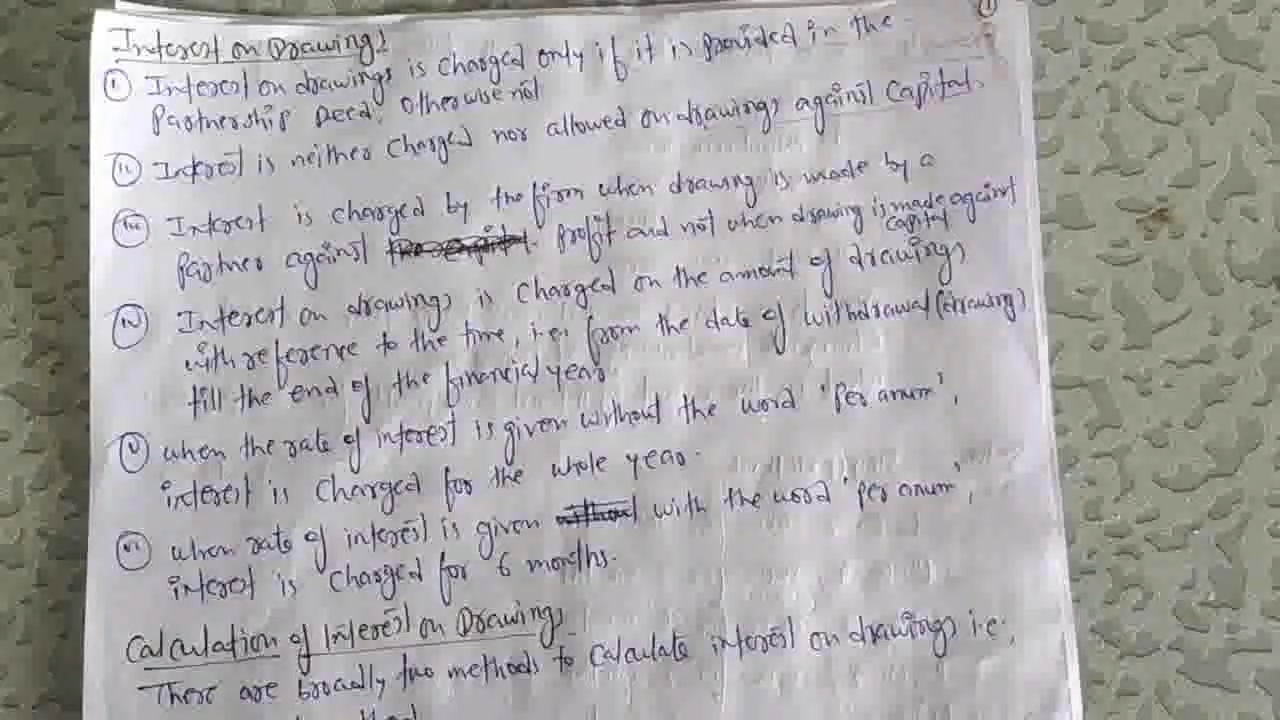 ①
Interest on Drawings
① Interest on drawings is charged only if it is provided in the
Partnership Deed. Otherwise not
ⅱ Interest is neither charged nor allowed on drawings against capital.
ⅲ Interest is charged by the firm when drawing is made by a
Partner against profit and not when drawing is made against
capital
ⅳ Interest on drawings is charged on the amount of drawings
with reference to the time, i.e. from the date of withdrawal (drawing)
till the end of the financial year
ⅴ when the rate of interest is given without the word 'per anum',
interest is charged for the whole year.
ⅵ when rate of interest is given with the word 'per anum',
interest is charged for 6 months.
Calculation of Interest on Drawings
There are broadly two methods to calculate interest on drawings i.e.